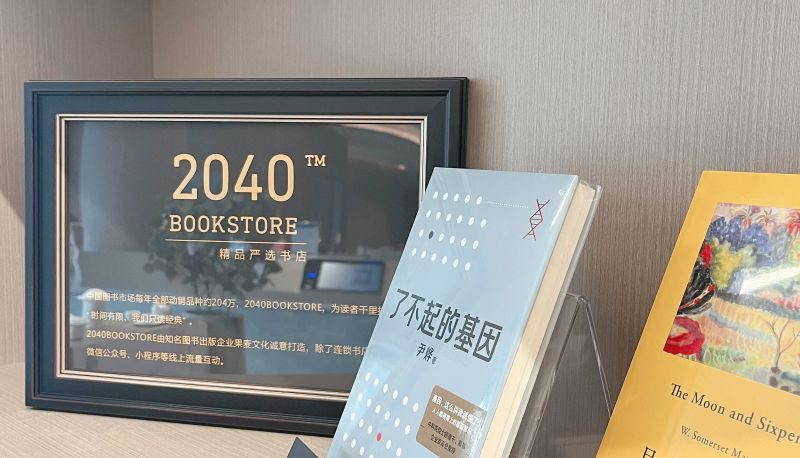 2040 TM
BOOKSTORE
精品严选书店
中国图书市场每年全部动销品种约204万，2040BOOKSTORE，为读者千里挑
“时间有限，我们只读经典”。
2040BOOKSTORE由知名图书出版企业果麦文化诚意打造，除了连锁书店
微信公众号、小程序等线上流量互动。
了不起的基因
尹烨 著
The Moon and Sixpen
W. Somerset Ma